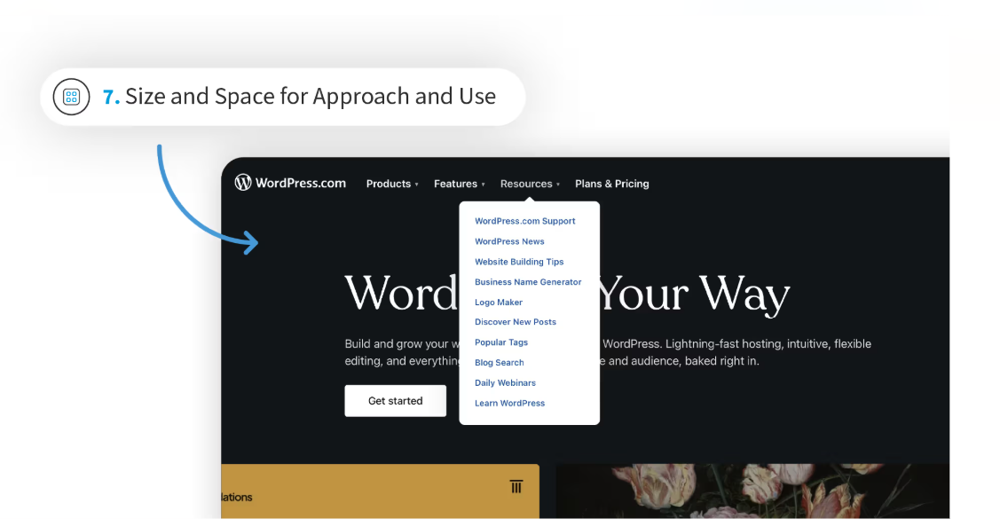 7. Size and Space for Approach and Use
WordPress.com Products Features Resources Plans & Pricing
WordPress.com Support
WordPress News
Website Building Tips
Business Name Generator
Logo Maker
Discover New Posts
Popular Tags
Blog Search
Daily Webinars
Learn WordPress
Word Your Way
Build and grow your w WordPress. Lightning-fast hosting, intuitive, flexible
editing, and everything e and audience, baked right in.
Get started
lations